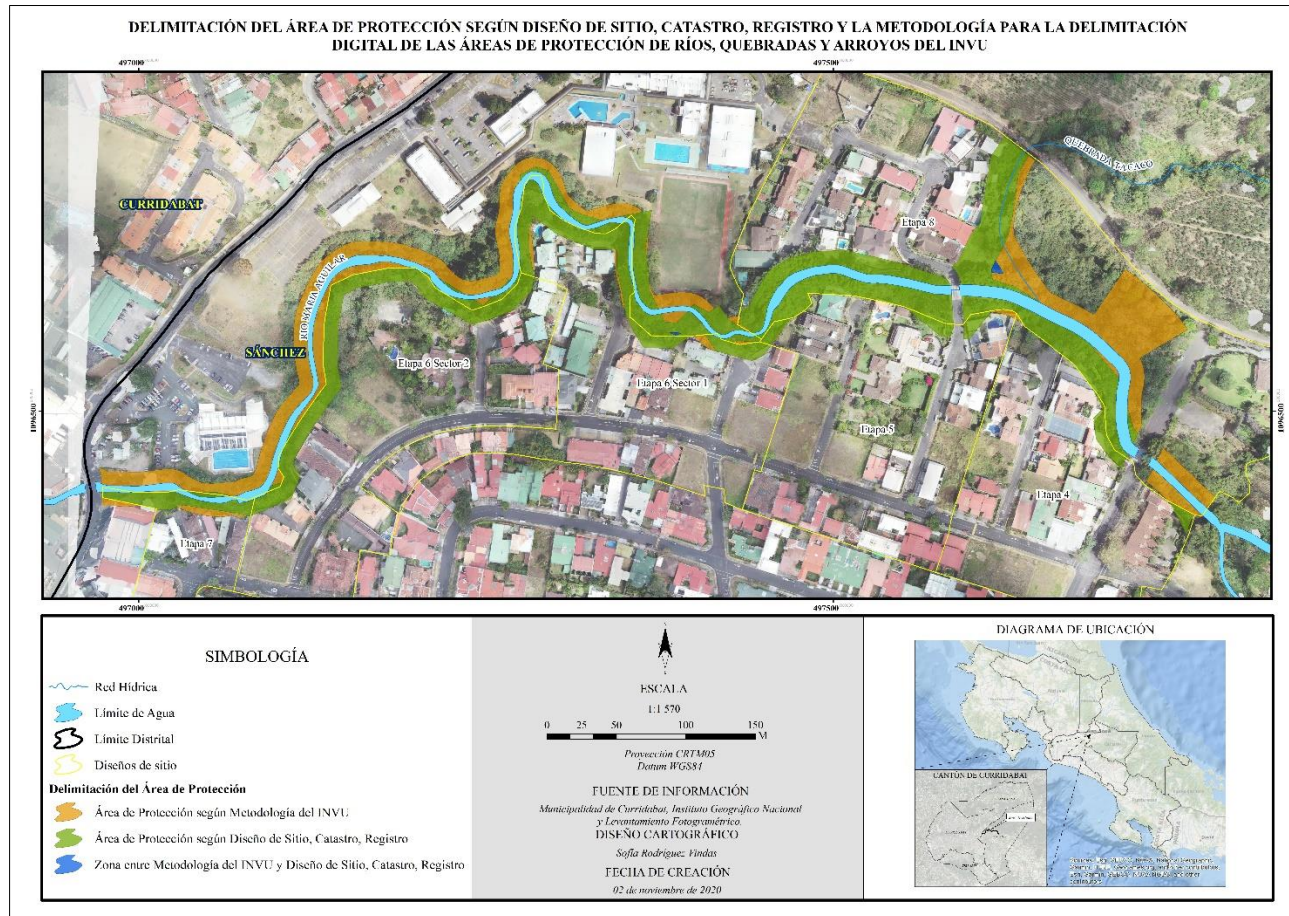 DELIMITACIÓN DEL ÁREA DE PROTECCIÓN SEGÚN DISEÑO DE SITIO, CATASTRO, REGISTRO Y LA METODOLOGÍA PARA LA DELIMITACIÓN
DIGITAL DE LAS ÁREAS DE PROTECCIÓN DE RÍOS, QUEBRADAS Y ARROYOS DEL INVU
497000
497500
CURRIDABAT
SÁNCHEZ
RÍO MARÍA AGUILAR
QUEBRADA TACACO
Etapa 8
Etapa 6 Sector 2
Etapa 6 Sector 1
Etapa 5
Etapa 4
Etapa 7
1096500
1096500
497000
497500
SIMBOLOGÍA
Red Hídrica
Límite de Agua
Límite Distrital
Diseños de sitio
Delimitación del Área de Protección
Área de Protección según Metodología del INVU
Área de Protección según Diseño de Sitio, Catastro, Registro
Zona entre Metodología del INVU y Diseño de Sitio, Catastro, Registro
ESCALA
1:1 570
0 25 50 100 150
M
Proyección CRTM05
Datum WGS84
FUENTE DE INFORMACIÓN
Municipalidad de Curridabat, Instituto Geográfico Nacional
y Levantamiento Fotogramétrico.
DISEÑO CARTOGRÁFICO
Sofía Rodríguez Vindas
FECHA DE CREACIÓN
02 de noviembre de 2020
DIAGRAMA DE UBICACIÓN
CANTÓN DE CURRIDABAT